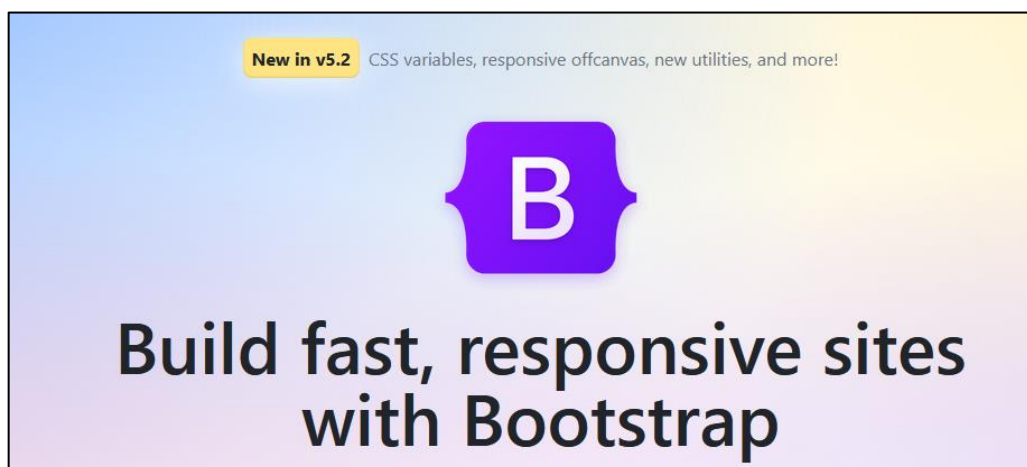 New in v5.2 CSS variables, responsive offcanvas, new utilities, and more!
B
Build fast, responsive sites
with Bootstrap